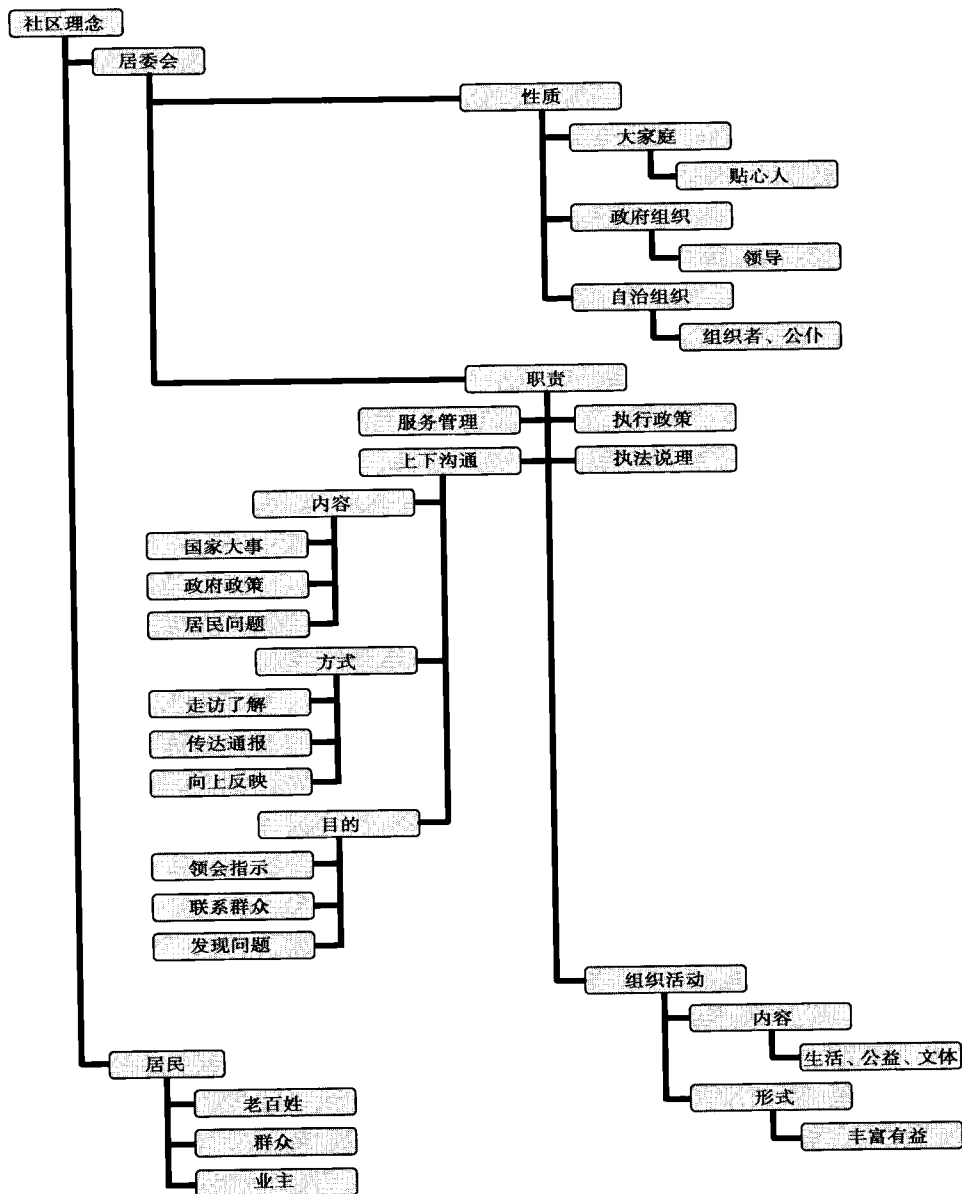 社区理念
居委会
性质
大家庭
贴心人
政府组织
领导
自治组织
组织者、公仆
职责
服务管理
执行政策
上下沟通
执法说理
内容
国家大事
政府政策
居民问题
方式
走访了解
传达通报
向上反映
目的
领会指示
联系群众
发现问题
组织活动
内容
生活、公益、文体
形式
丰富有益
居民
老百姓
群众
业主